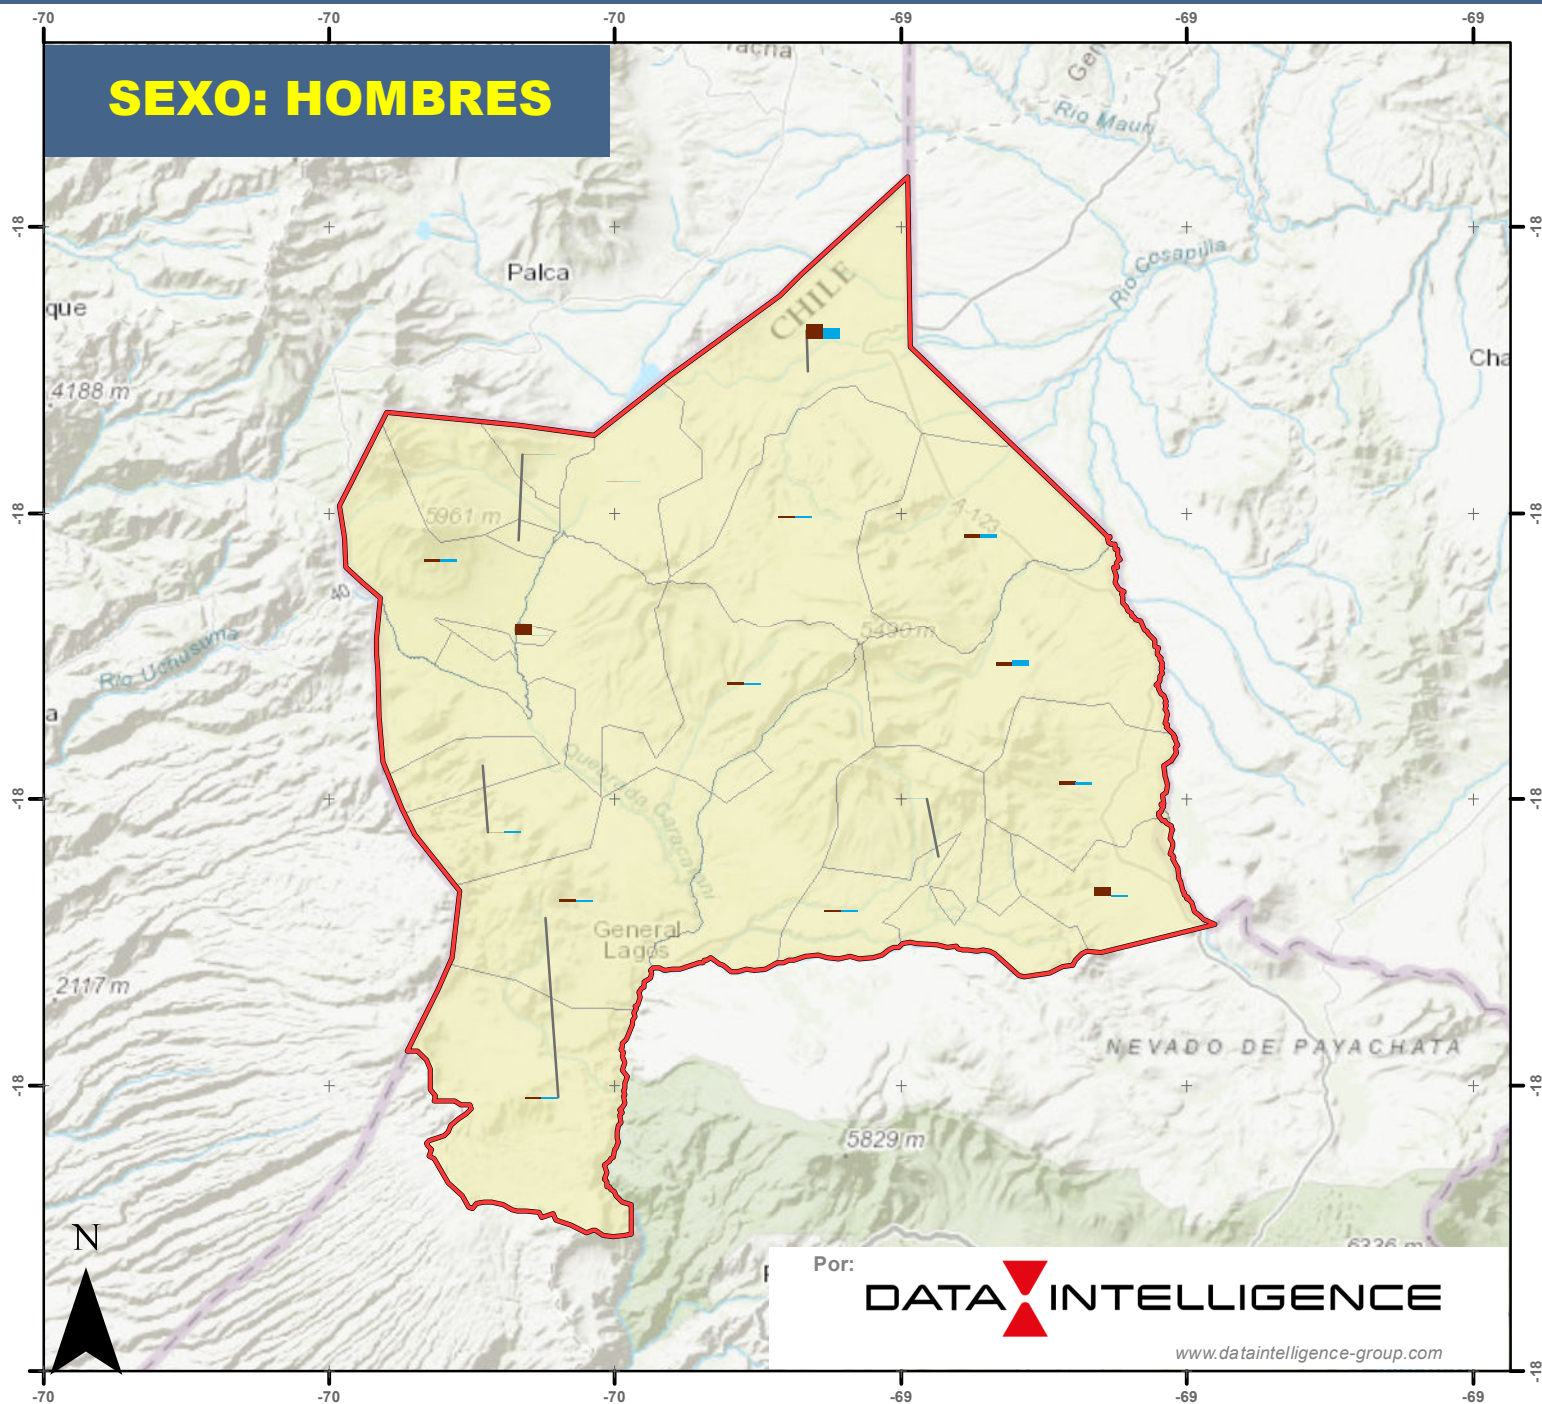 -70 -70 -70 -69 -69 -69
SEXO: HOMBRES
Gen
Rio Mauri
-18 -18
Rio Cosapilla
Palca
CHILE
que
Cha
4188 m
5961 m
A-123
-18 -18
40
5490 m
Rio Uchusuma
a
Quebrada Caracarani
-18 -18
General
Lagos
2117 m
NEVADO DE PAYACHATA
-18 -18
5829 m
N
6336 m
Por:
DATA INTELLIGENCE
www.dataintelligence-group.com
-18
-70 -70 -70 -69 -69 -69